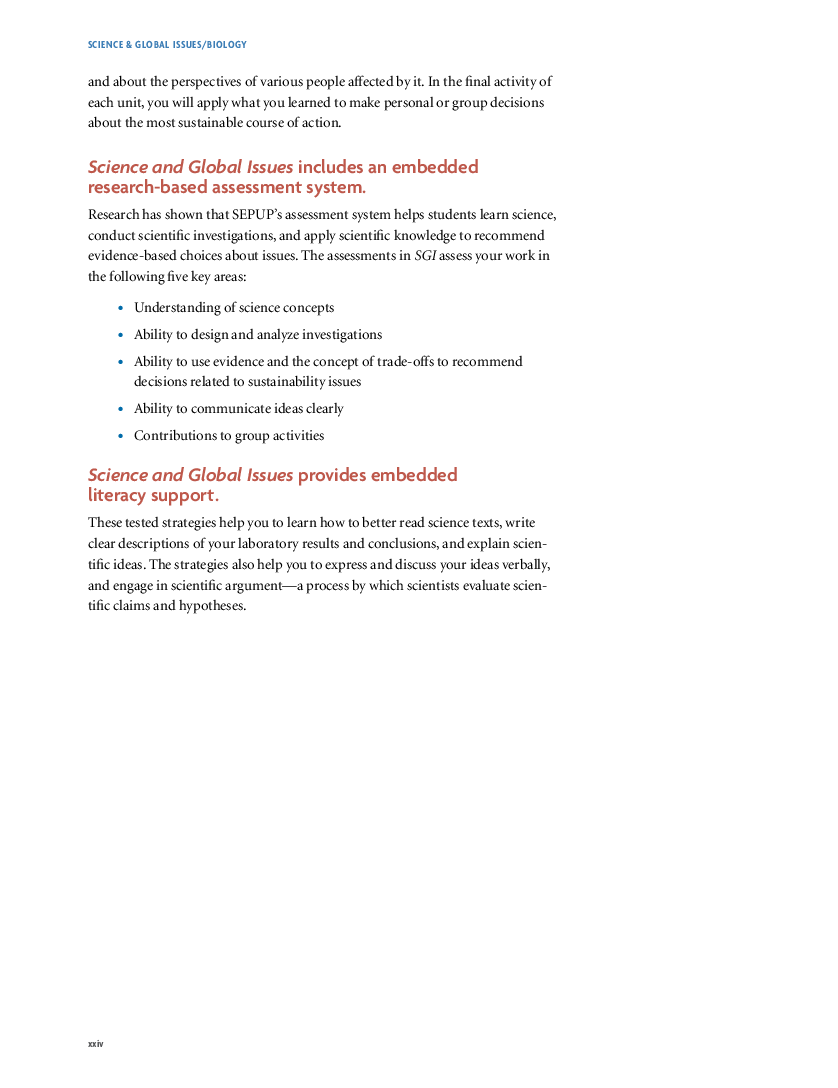 SCIENCE & GLOBAL ISSUES/BIOLOGY
and about the perspectives of various people affected by it. In the final activity of
each unit, you will apply what you learned to make personal or group decisions
about the most sustainable course of action.
Science and Global Issues includes an embedded
research-based assessment system.
Research has shown that SEPUP’s assessment system helps students learn science,
conduct scientific investigations, and apply scientific knowledge to recommend
evidence-based choices about issues. The assessments in SGI assess your work in
the following five key areas:
• Understanding of science concepts
• Ability to design and analyze investigations
• Ability to use evidence and the concept of trade-offs to recommend
decisions related to sustainability issues
• Ability to communicate ideas clearly
• Contributions to group activities
Science and Global Issues provides embedded
literacy support.
These tested strategies help you to learn how to better read science texts, write
clear descriptions of your laboratory results and conclusions, and explain scien-
tific ideas. The strategies also help you to express and discuss your ideas verbally,
and engage in scientific argument—a process by which scientists evaluate scien-
tific claims and hypotheses.
xxiv